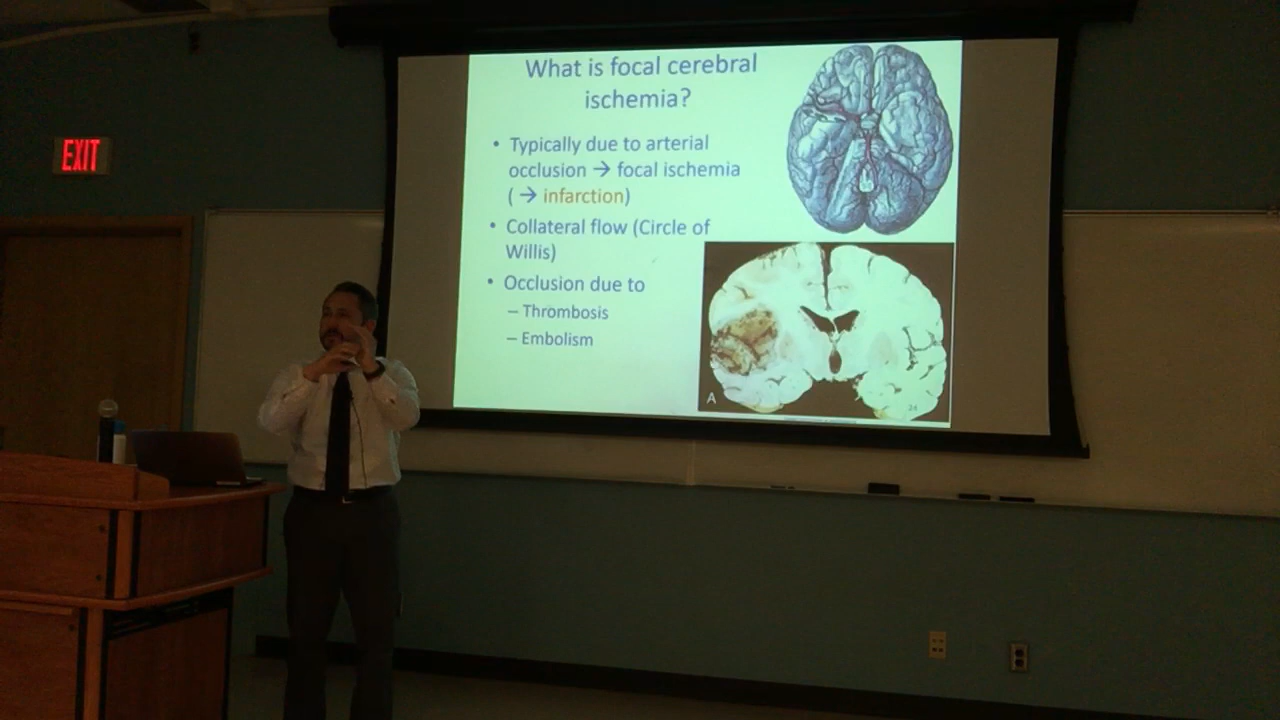 EXIT
What is focal cerebral
ischemia?
• Typically due to arterial
occlusion → focal ischemia
( → infarction)
• Collateral flow (Circle of
Willis)
• Occlusion due to
– Thrombosis
– Embolism
A
24